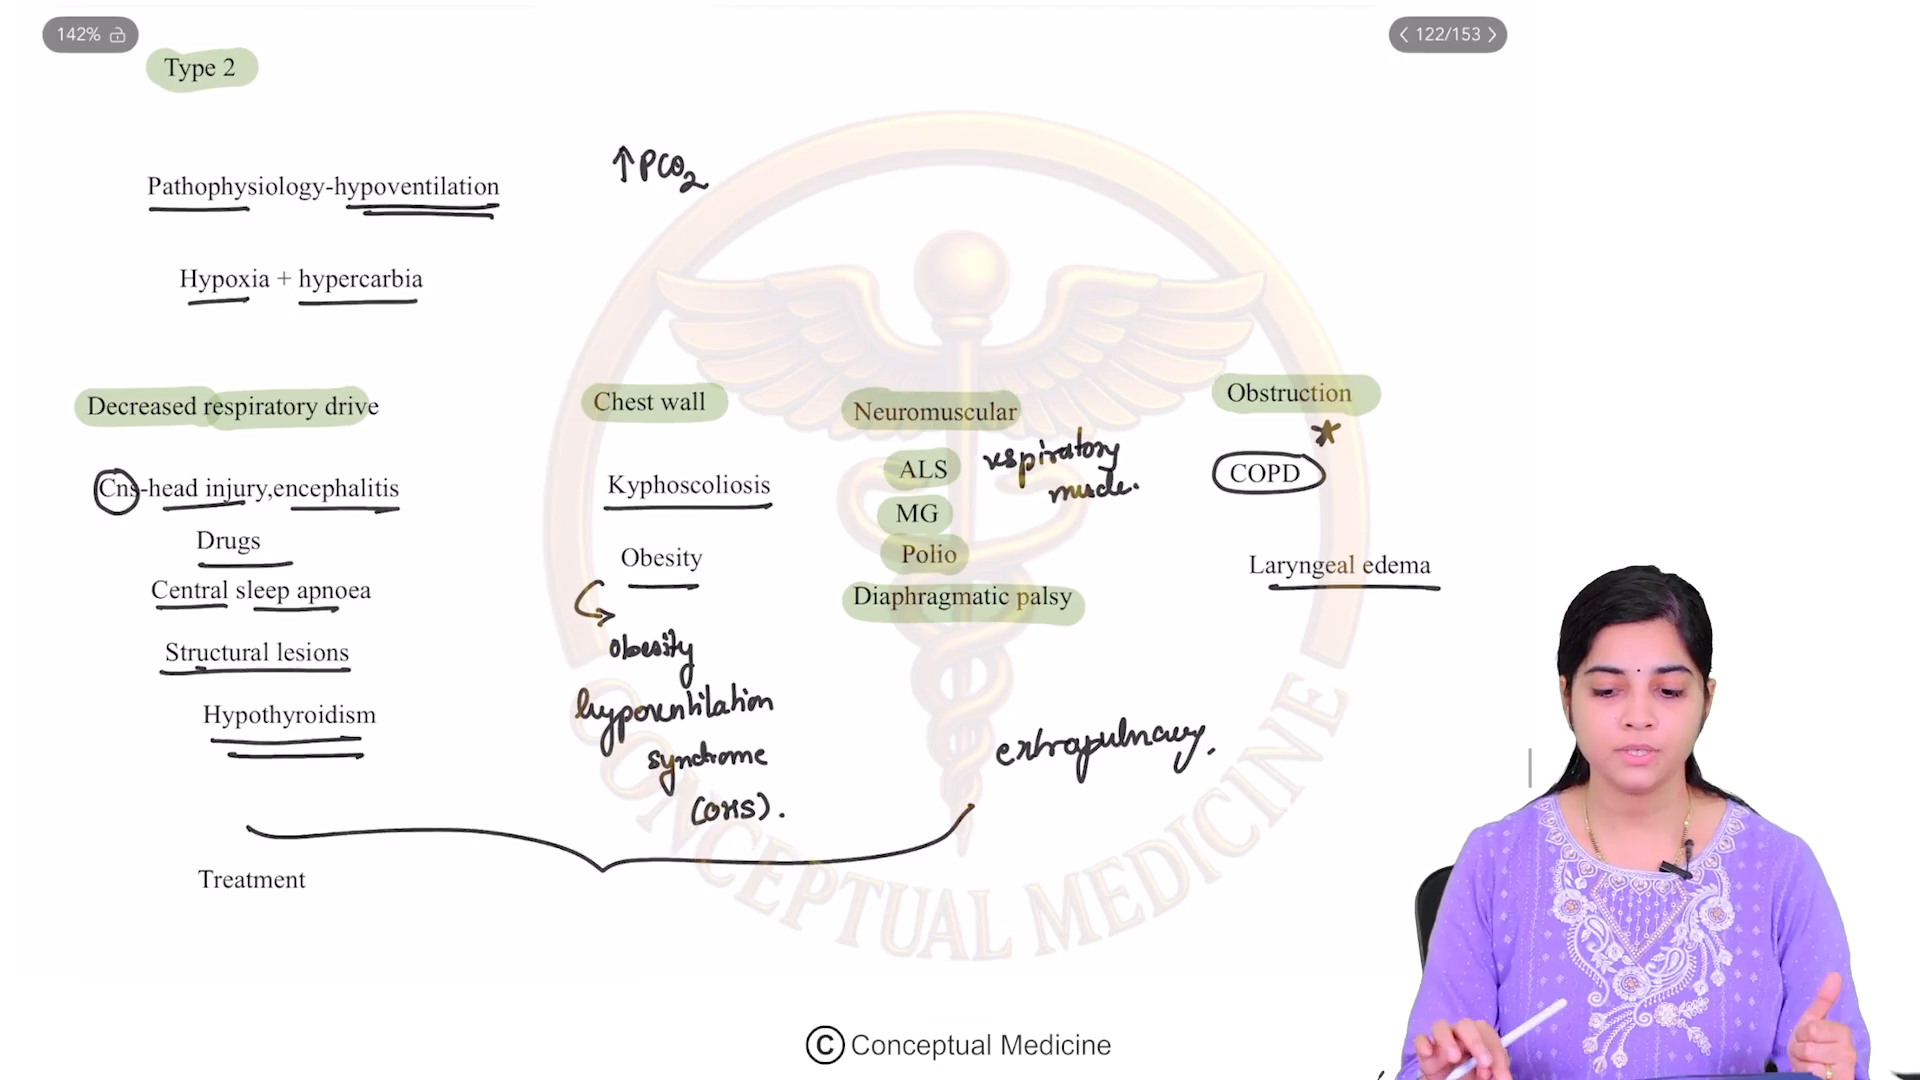 142%
122/153
Type 2
↑PCO2
Pathophysiology-hypoventilation
Hypoxia + hypercarbia
Decreased respiratory drive
Cns-head injury,encephalitis
Drugs
Central sleep apnoea
Structural lesions
Hypothyroidism
Chest wall
Kyphoscoliosis
Obesity
obesity
hypoventilation
syndrome
(OHS).
Neuromuscular
ALS
respiratory
muscle.
MG
Polio
Diaphragmatic palsy
extrapulmonary.
Obstruction
COPD
Laryngeal edema
Treatment
CONCEPTUAL MEDICINE
© Conceptual Medicine